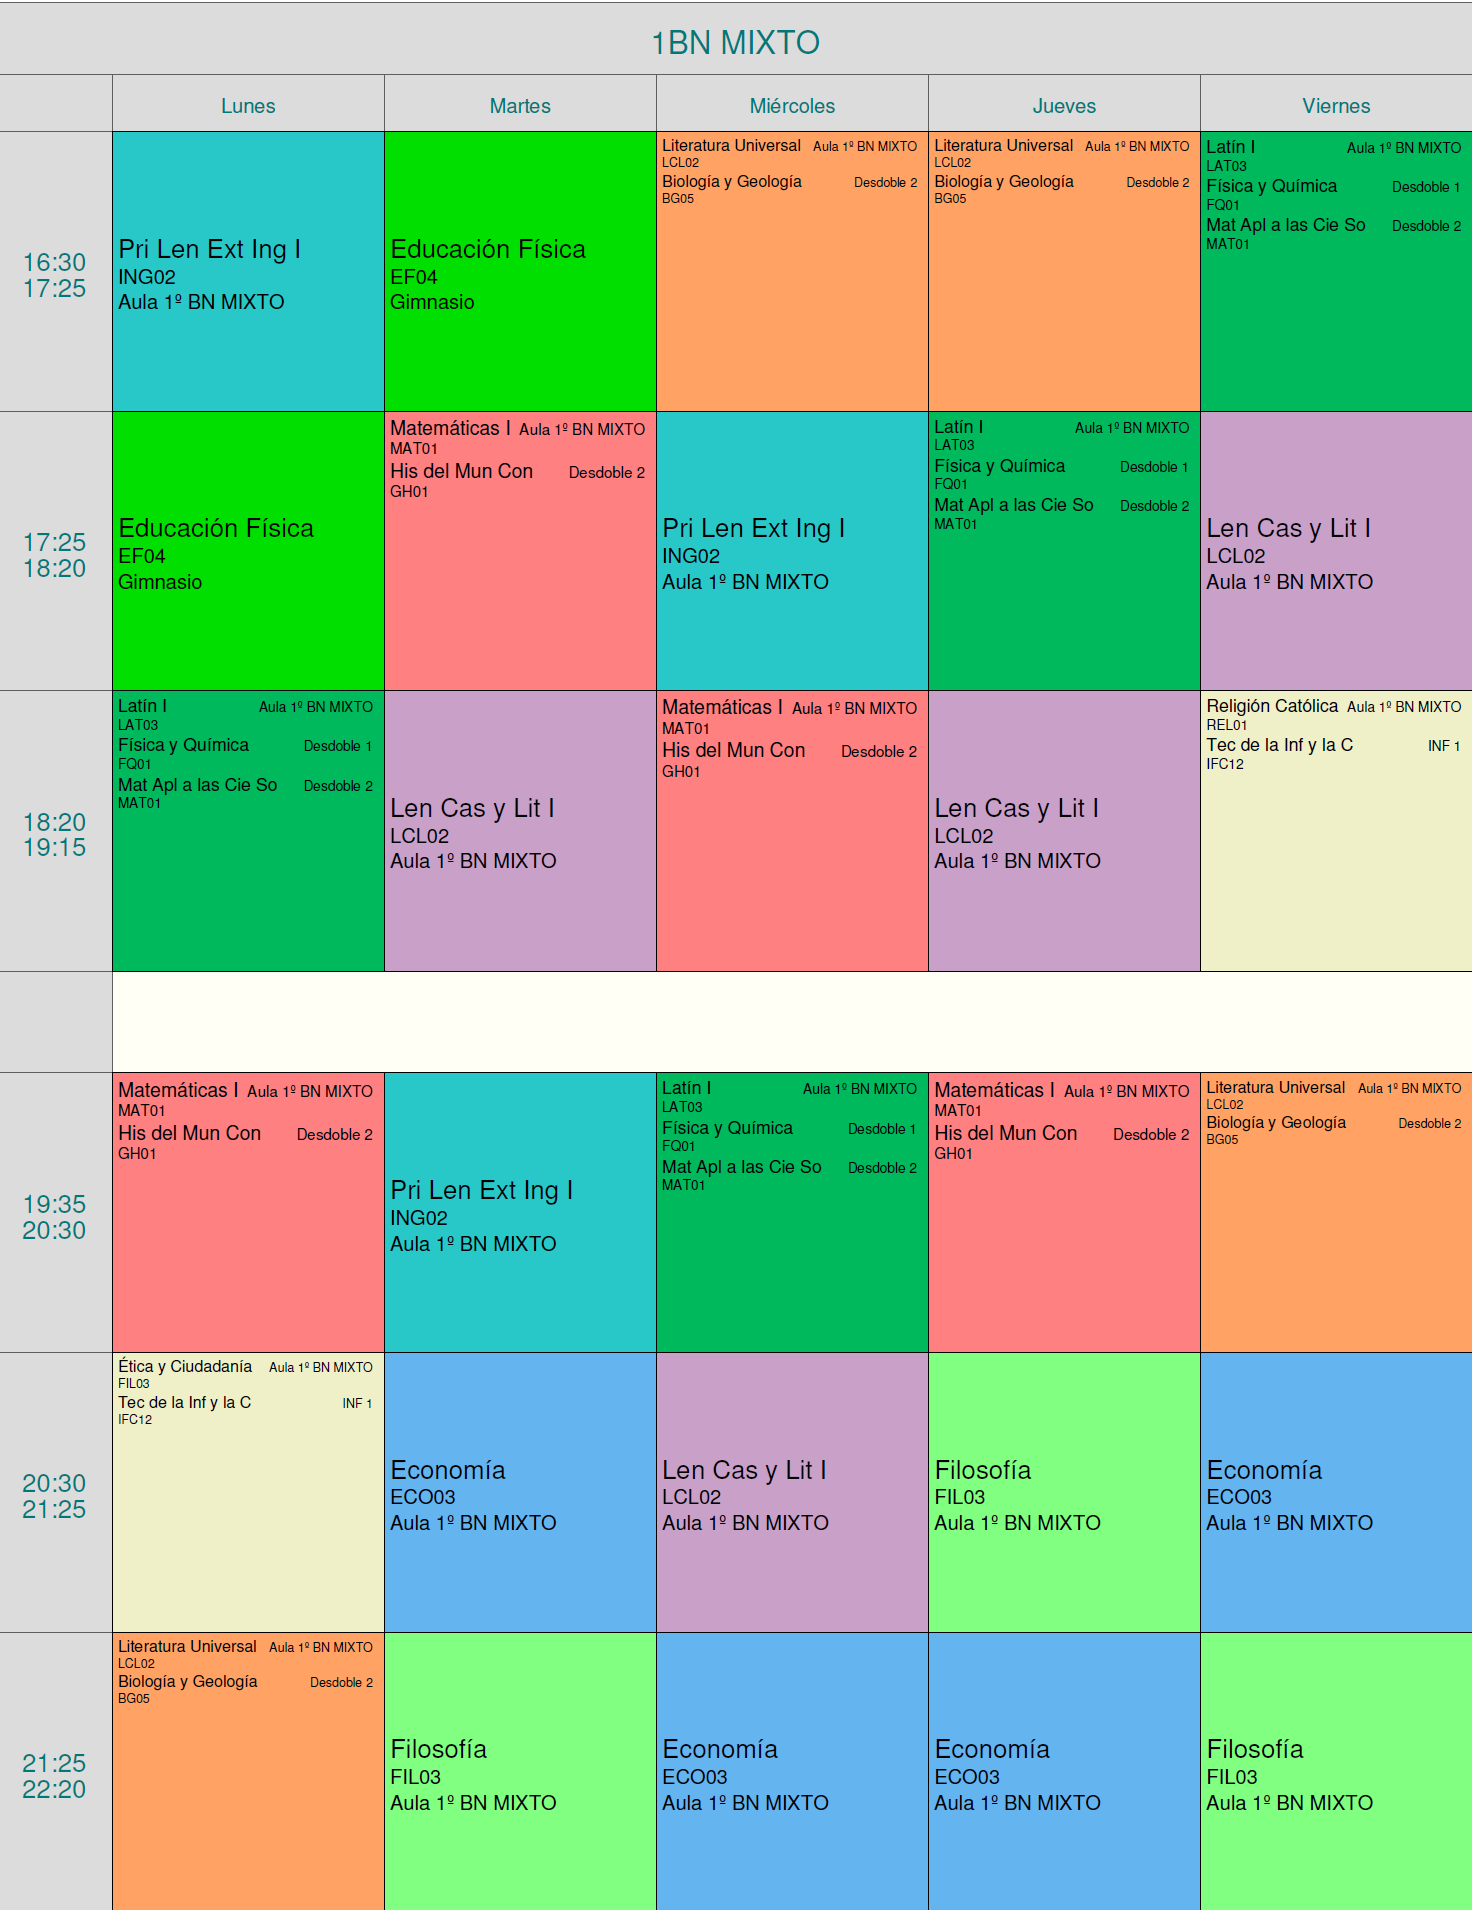 1BN MIXTO
Lunes Martes Miércoles Jueves Viernes
16:30
17:25
Pri Len Ext Ing I
ING02
Aula 1º BN MIXTO
Educación Física
EF04
Gimnasio
Literatura Universal Aula 1º BN MIXTO
LCL02
Biología y Geología Desdoble 2
BG05
Literatura Universal Aula 1º BN MIXTO
LCL02
Biología y Geología Desdoble 2
BG05
Latín I Aula 1º BN MIXTO
LAT03
Física y Química Desdoble 1
FQ01
Mat Apl a las Cie So Desdoble 2
MAT01
17:25
18:20
Educación Física
EF04
Gimnasio
Matemáticas I Aula 1º BN MIXTO
MAT01
His del Mun Con Desdoble 2
GH01
Pri Len Ext Ing I
ING02
Aula 1º BN MIXTO
Latín I Aula 1º BN MIXTO
LAT03
Física y Química Desdoble 1
FQ01
Mat Apl a las Cie So Desdoble 2
MAT01
Len Cas y Lit I
LCL02
Aula 1º BN MIXTO
18:20
19:15
Latín I Aula 1º BN MIXTO
LAT03
Física y Química Desdoble 1
FQ01
Mat Apl a las Cie So Desdoble 2
MAT01
Len Cas y Lit I
LCL02
Aula 1º BN MIXTO
Matemáticas I Aula 1º BN MIXTO
MAT01
His del Mun Con Desdoble 2
GH01
Len Cas y Lit I
LCL02
Aula 1º BN MIXTO
Religión Católica Aula 1º BN MIXTO
REL01
Tec de la Inf y la C INF 1
IFC12
19:35
20:30
Matemáticas I Aula 1º BN MIXTO
MAT01
His del Mun Con Desdoble 2
GH01
Pri Len Ext Ing I
ING02
Aula 1º BN MIXTO
Latín I Aula 1º BN MIXTO
LAT03
Física y Química Desdoble 1
FQ01
Mat Apl a las Cie So Desdoble 2
MAT01
Matemáticas I Aula 1º BN MIXTO
MAT01
His del Mun Con Desdoble 2
GH01
Literatura Universal Aula 1º BN MIXTO
LCL02
Biología y Geología Desdoble 2
BG05
20:30
21:25
Ética y Ciudadanía Aula 1º BN MIXTO
FIL03
Tec de la Inf y la C INF 1
IFC12
Economía
ECO03
Aula 1º BN MIXTO
Len Cas y Lit I
LCL02
Aula 1º BN MIXTO
Filosofía
FIL03
Aula 1º BN MIXTO
Economía
ECO03
Aula 1º BN MIXTO
21:25
22:20
Literatura Universal Aula 1º BN MIXTO
LCL02
Biología y Geología Desdoble 2
BG05
Filosofía
FIL03
Aula 1º BN MIXTO
Economía
ECO03
Aula 1º BN MIXTO
Economía
ECO03
Aula 1º BN MIXTO
Filosofía
FIL03
Aula 1º BN MIXTO